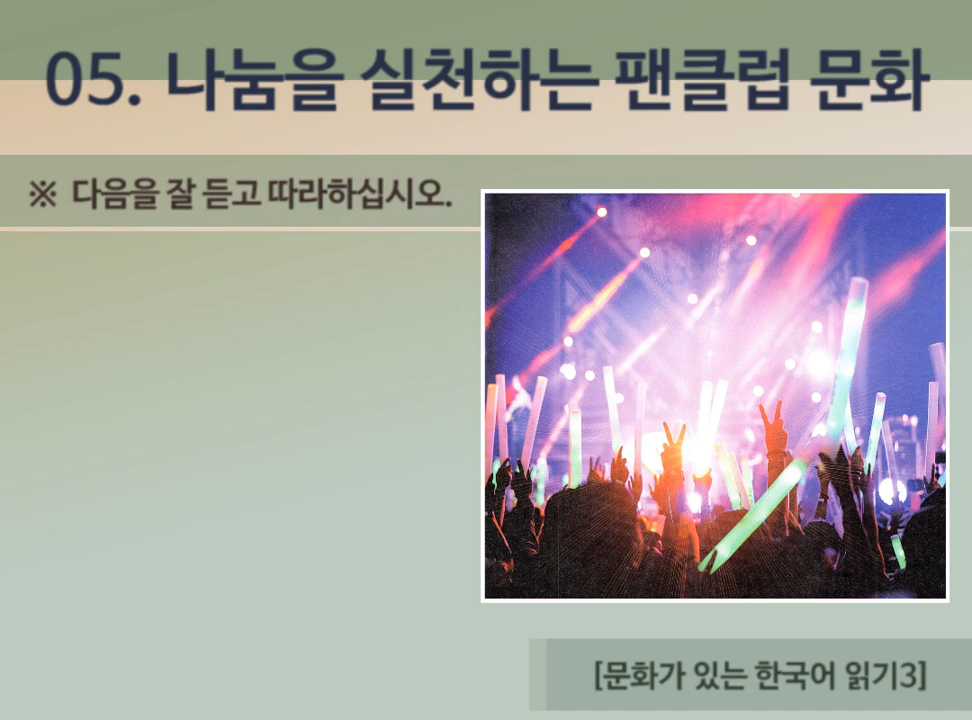 05. 나눔을 실천하는 팬클럽 문화
※ 다음을 잘 듣고 따라하십시오.
[문화가 있는 한국어 읽기3]